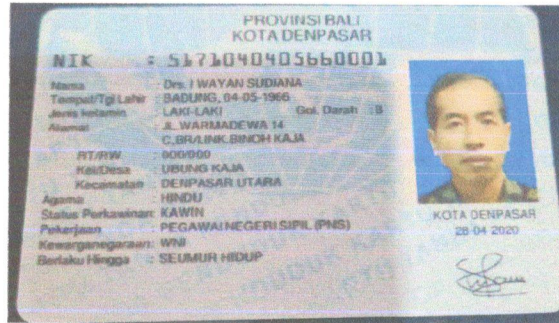 PROVINSI BALI
KOTA DENPASAR
NIK : 5171040405660001
Nama : Drs. I WAYAN SUDIANA
Tempat/Tgl Lahir : BADUNG, 04-05-1966
Jenis kelamin : LAKI-LAKI Gol. Darah : B
Alamat : JL. WARMADEWA 14
C,BR/LINK.BINOH KAJA
RT/RW : 000/000
Kel/Desa : UBUNG KAJA
Kecamatan : DENPASAR UTARA
Agama : HINDU
Status Perkawinan: KAWIN
Pekerjaan : PEGAWAI NEGERI SIPIL (PNS)
Kewarganegaraan: WNI
Berlaku Hingga : SEUMUR HIDUP
KOTA DENPASAR
28-04-2020